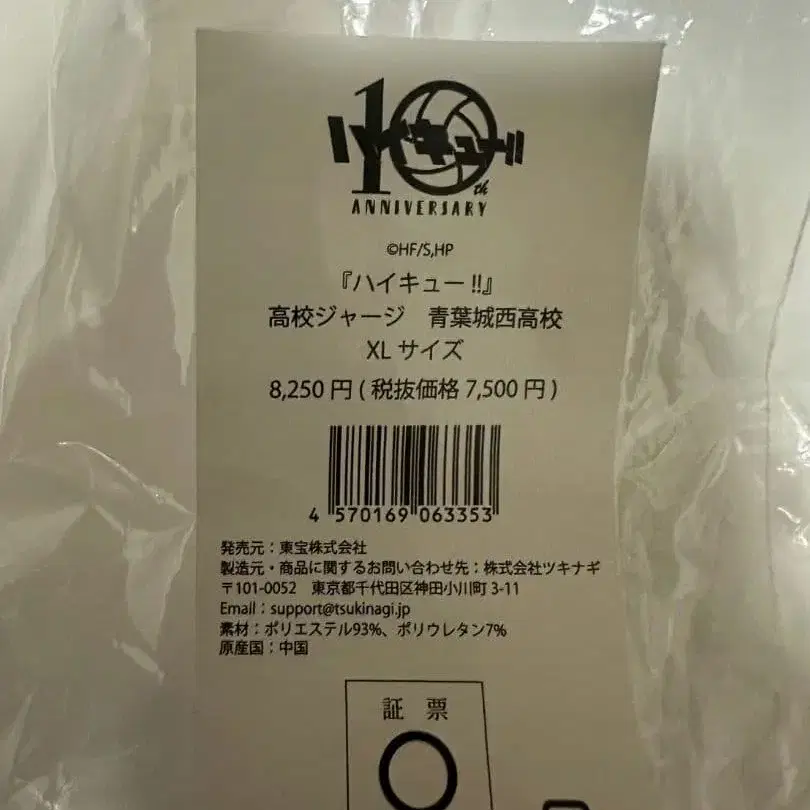 10th
ANNIVERSARY
©HF/S,HP
『ハイキュー!!』
高校ジャージ　青葉城西高校
XL サイズ
8,250 円 ( 税抜価格 7,500 円 )
4 570169 063353
発売元：東宝株式会社
製造元・商品に関するお問い合わせ先：株式会社ツキナギ
〒101-0052　東京都千代田区神田小川町 3-11
Email：support@tsukinagi.jp
素材：ポリエステル93%、ポリウレタン7%
原産国：中国
証 票